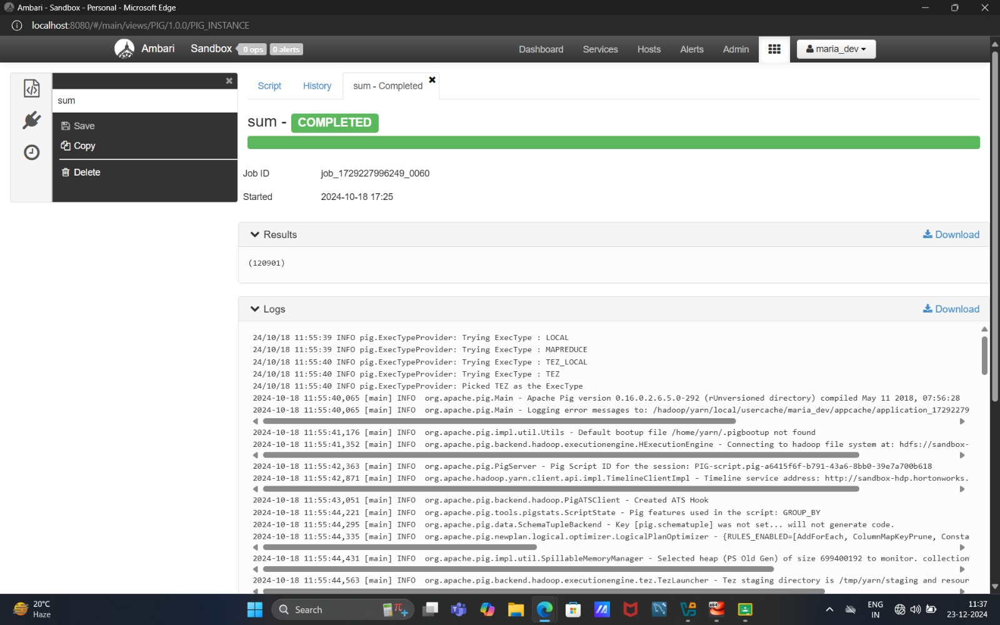 Ambari - Sandbox - Personal - Microsoft Edge
localhost:8080/#/main/views/PIG/1.0.0/PIG_INSTANCE
Ambari Sandbox 0 ops 0 alerts Dashboard Services Hosts Alerts Admin maria_dev
sum
Save
Copy
Delete
Script History sum - Completed
sum - COMPLETED
Job ID job_1729227996249_0060
Started 2024-10-18 17:25
Results Download
(120901)
Logs Download
24/10/18 11:55:39 INFO pig.ExecTypeProvider: Trying ExecType : LOCAL
24/10/18 11:55:39 INFO pig.ExecTypeProvider: Trying ExecType : MAPREDUCE
24/10/18 11:55:40 INFO pig.ExecTypeProvider: Trying ExecType : TEZ_LOCAL
24/10/18 11:55:40 INFO pig.ExecTypeProvider: Trying ExecType : TEZ
24/10/18 11:55:40 INFO pig.ExecTypeProvider: Picked TEZ as the ExecType
2024-10-18 11:55:40,065 [main] INFO  org.apache.pig.Main - Apache Pig version 0.16.0.2.6.5.0-292 (rUnversioned directory) compiled May 11 2018, 07:56:28
2024-10-18 11:55:40,065 [main] INFO  org.apache.pig.Main - Logging error messages to: /hadoop/yarn/local/usercache/maria_dev/appcache/application_17292279
2024-10-18 11:55:41,176 [main] INFO  org.apache.pig.impl.util.Utils - Default bootup file /home/yarn/.pigbootup not found
2024-10-18 11:55:41,352 [main] INFO  org.apache.pig.backend.hadoop.executionengine.HExecutionEngine - Connecting to hadoop file system at: hdfs://sandbox-
2024-10-18 11:55:42,363 [main] INFO  org.apache.pig.PigServer - Pig Script ID for the session: PIG-script.pig-a6415f6f-b791-43a6-8bb0-39e7a700b618
2024-10-18 11:55:42,871 [main] INFO  org.apache.hadoop.yarn.client.api.impl.TimelineClientImpl - Timeline service address: http://sandbox-hdp.hortonworks.
2024-10-18 11:55:43,051 [main] INFO  org.apache.pig.backend.hadoop.PigATSClient - Created ATS Hook
2024-10-18 11:55:44,221 [main] INFO  org.apache.pig.tools.pigstats.ScriptState - Pig features used in the script: GROUP_BY
2024-10-18 11:55:44,295 [main] INFO  org.apache.pig.data.SchemaTupleBackend - Key [pig.schematuple] was not set... will not generate code.
2024-10-18 11:55:44,335 [main] INFO  org.apache.pig.newplan.logical.optimizer.LogicalPlanOptimizer - {RULES_ENABLED=[AddForEach, ColumnMapKeyPrune, Consta
2024-10-18 11:55:44,431 [main] INFO  org.apache.pig.impl.util.SpillableMemoryManager - Selected heap (PS Old Gen) of size 699400192 to monitor. collection
2024-10-18 11:55:44,563 [main] INFO  org.apache.pig.backend.hadoop.executionengine.tez.TezLauncher - Tez staging directory is /tmp/yarn/staging and resour
20°C
Haze
Search
x64
ENG
IN
11:37
23-12-2024